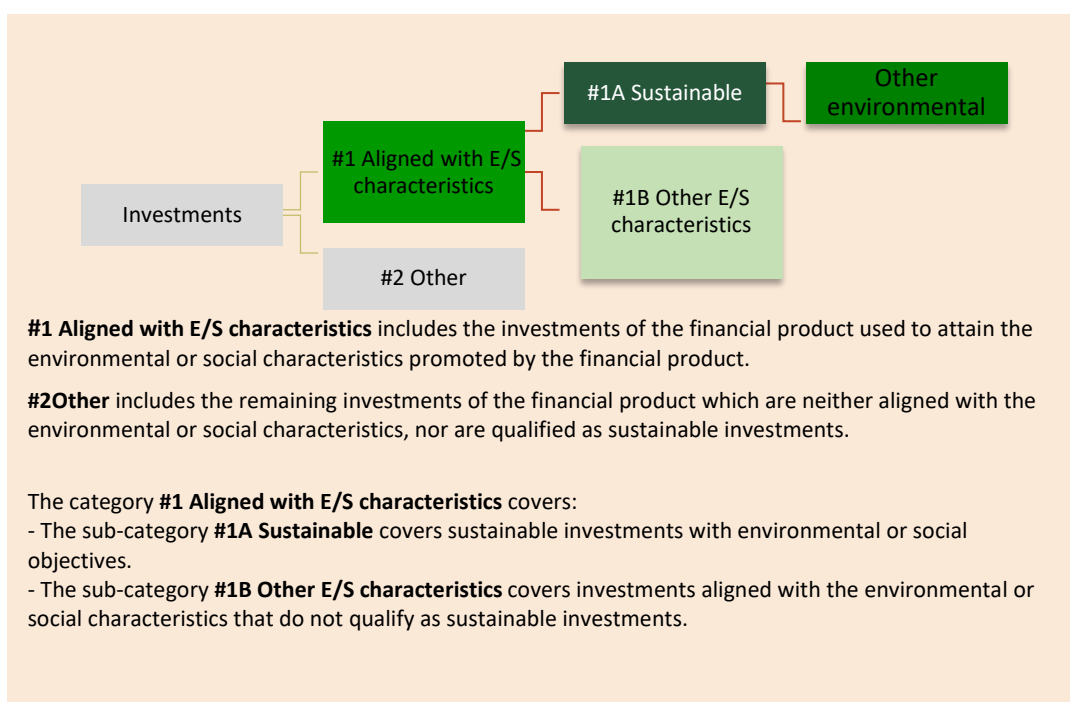 #1A Sustainable
Other
environmental
#1 Aligned with E/S
characteristics
#1B Other E/S
characteristics
Investments
#2 Other
#1 Aligned with E/S characteristics includes the investments of the financial product used to attain the
environmental or social characteristics promoted by the financial product.
#2Other includes the remaining investments of the financial product which are neither aligned with the
environmental or social characteristics, nor are qualified as sustainable investments.
The category #1 Aligned with E/S characteristics covers:
- The sub-category #1A Sustainable covers sustainable investments with environmental or social
objectives.
- The sub-category #1B Other E/S characteristics covers investments aligned with the environmental or
social characteristics that do not qualify as sustainable investments.